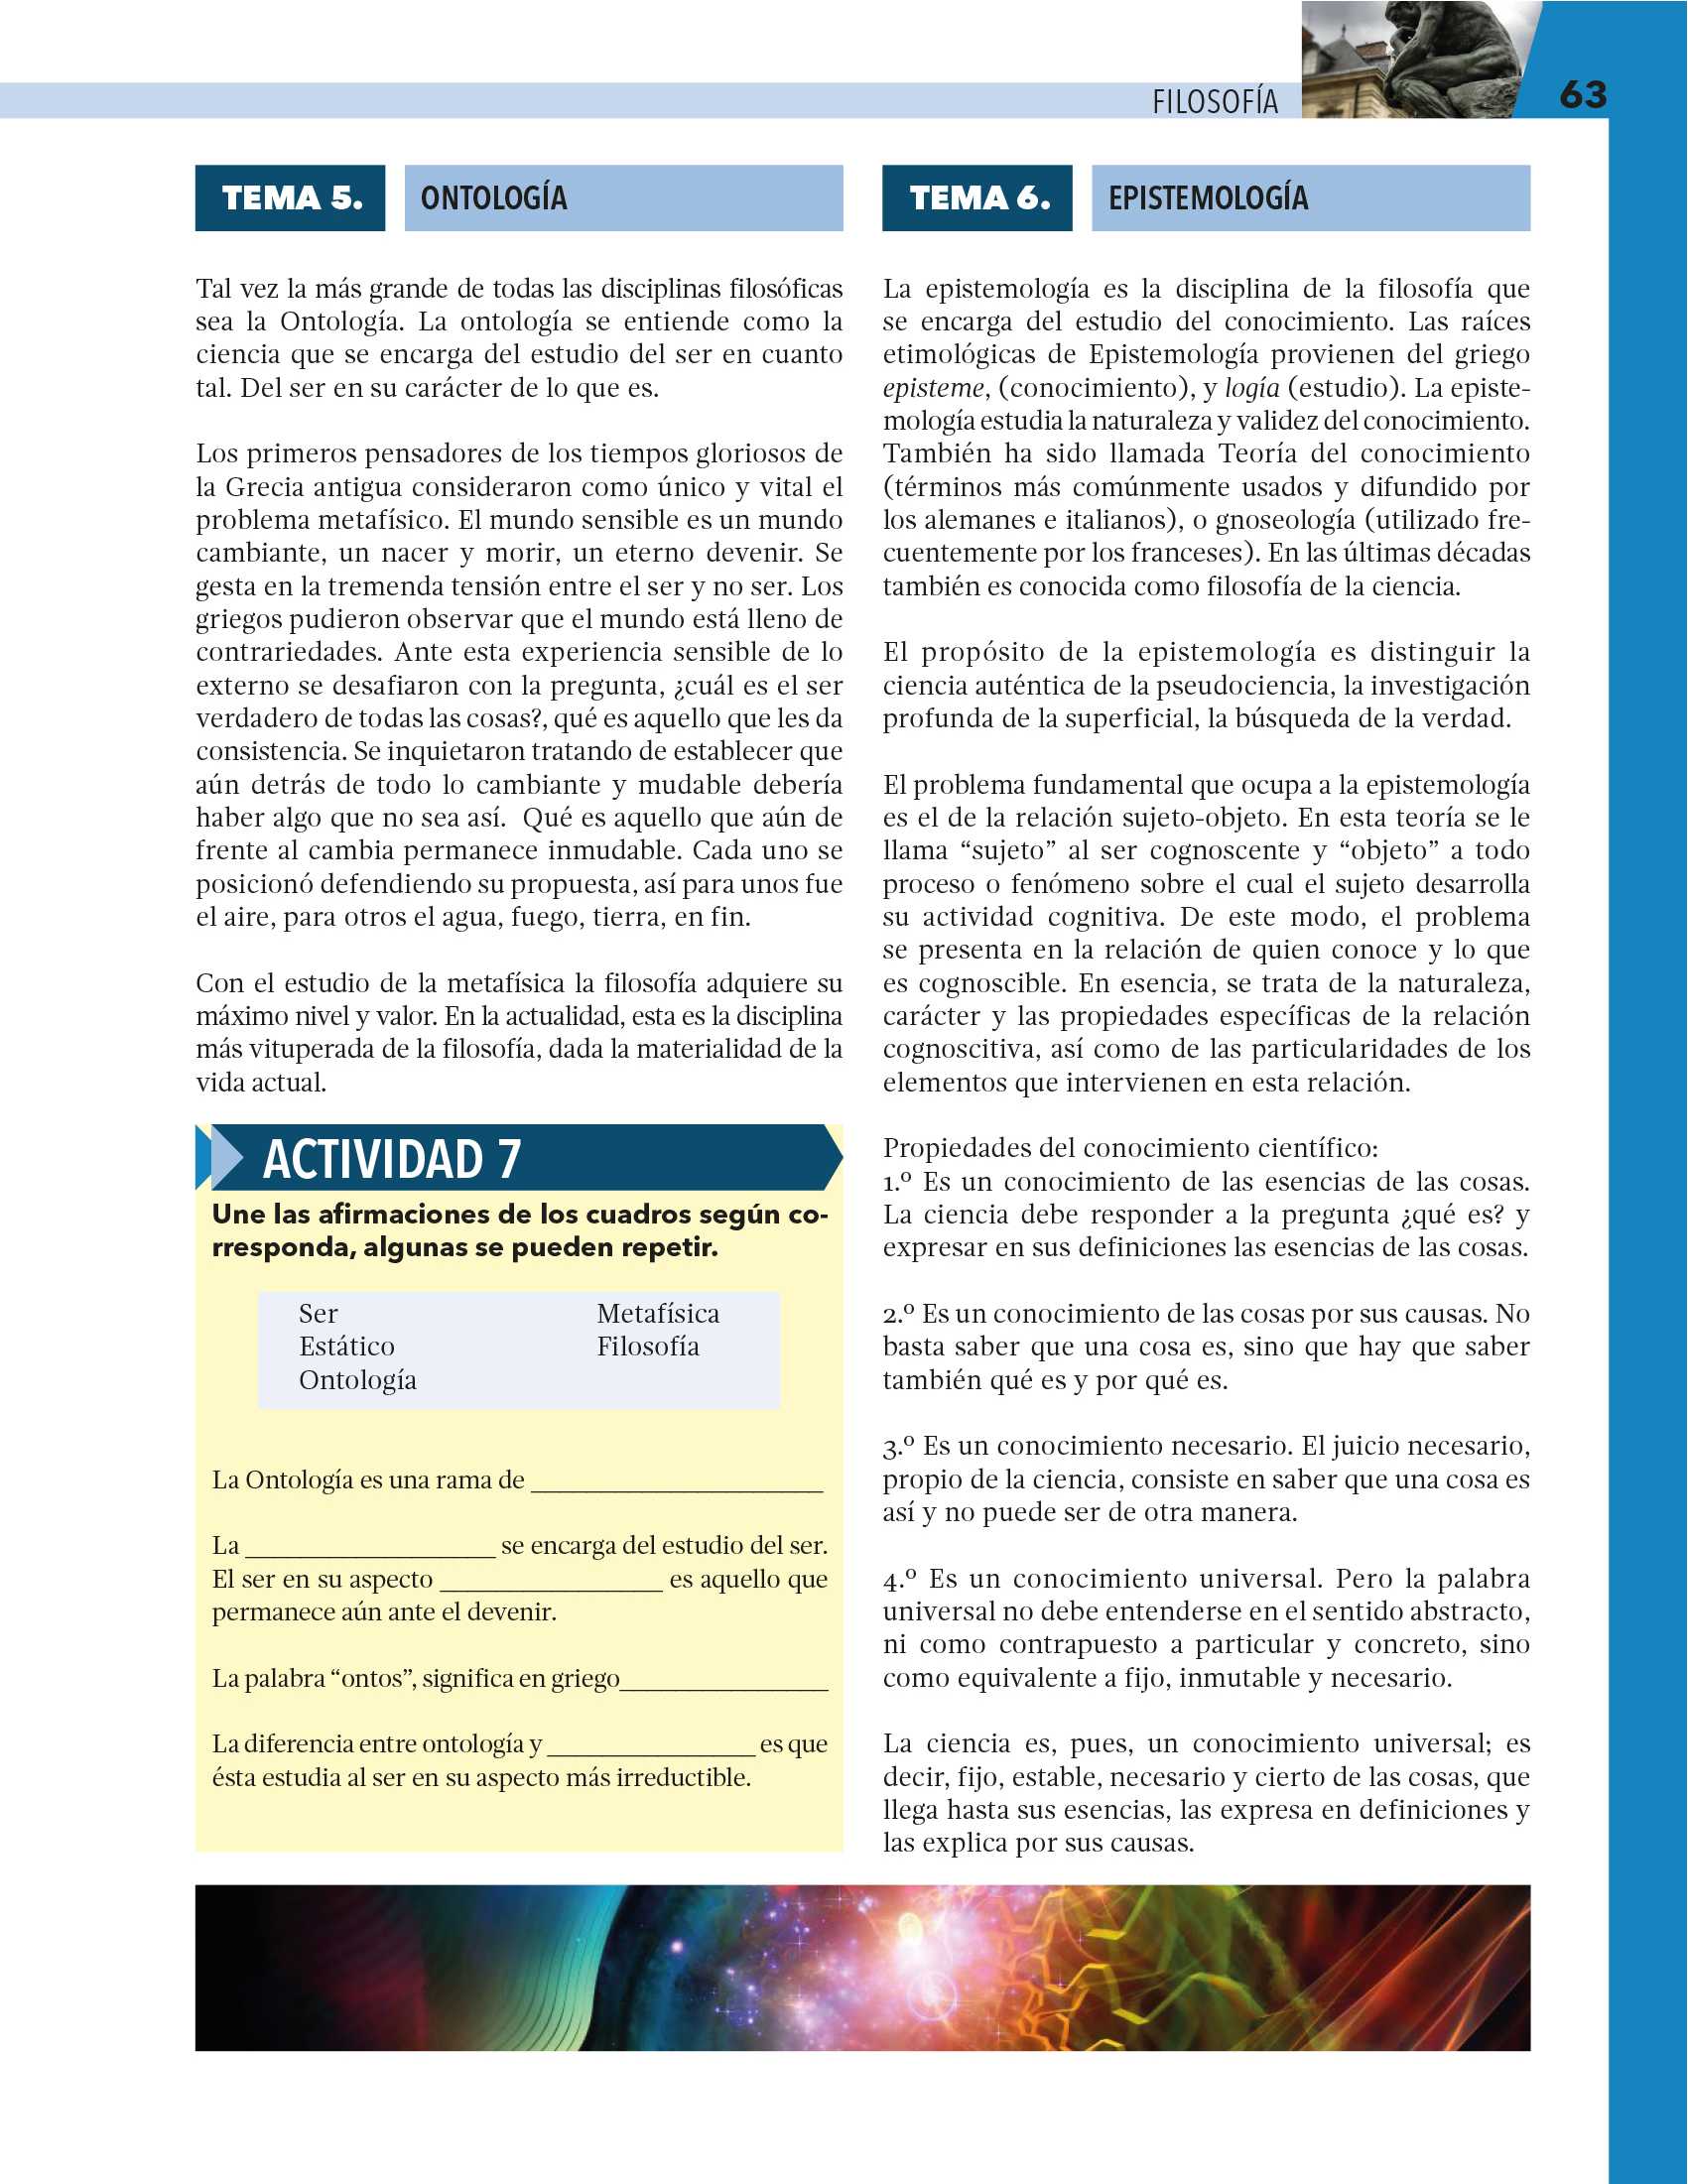 FILOSOFÍA
63
TEMA 5.
ONTOLOGÍA
Tal vez la más grande de todas las disciplinas filosóficas
sea la Ontología. La ontología se entiende como la
ciencia que se encarga del estudio del ser en cuanto
tal. Del ser en su carácter de lo que es.
Los primeros pensadores de los tiempos gloriosos de
la Grecia antigua consideraron como único y vital el
problema metafísico. El mundo sensible es un mundo
cambiante, un nacer y morir, un eterno devenir. Se
gesta en la tremenda tensión entre el ser y no ser. Los
griegos pudieron observar que el mundo está lleno de
contrariedades. Ante esta experiencia sensible de lo
externo se desafiaron con la pregunta, ¿cuál es el ser
verdadero de todas las cosas?, qué es aquello que les da
consistencia. Se inquietaron tratando de establecer que
aún detrás de todo lo cambiante y mudable debería
haber algo que no sea así.  Qué es aquello que aún de
frente al cambia permanece inmudable. Cada uno se
posicionó defendiendo su propuesta, así para unos fue
el aire, para otros el agua, fuego, tierra, en fin.
Con el estudio de la metafísica la filosofía adquiere su
máximo nivel y valor. En la actualidad, esta es la disciplina
más vituperada de la filosofía, dada la materialidad de la
vida actual.
ACTIVIDAD 7
Une las afirmaciones de los cuadros según co-
rresponda, algunas se pueden repetir.
Ser
Estático
Ontología
Metafísica
Filosofía
La Ontología es una rama de _____________________
La __________________ se encarga del estudio del ser.
El ser en su aspecto ________________ es aquello que
permanece aún ante el devenir.
La palabra “ontos”, significa en griego_______________
La diferencia entre ontología y _______________ es que
ésta estudia al ser en su aspecto más irreductible.
TEMA 6.
EPISTEMOLOGÍA
La epistemología es la disciplina de la filosofía que
se encarga del estudio del conocimiento. Las raíces
etimológicas de Epistemología provienen del griego
episteme, (conocimiento), y logía (estudio). La episte-
mología estudia la naturaleza y validez del conocimiento.
También ha sido llamada Teoría del conocimiento
(términos más comúnmente usados y difundido por
los alemanes e italianos), o gnoseología (utilizado fre-
cuentemente por los franceses). En las últimas décadas
también es conocida como filosofía de la ciencia.
El propósito de la epistemología es distinguir la
ciencia auténtica de la pseudociencia, la investigación
profunda de la superficial, la búsqueda de la verdad.
El problema fundamental que ocupa a la epistemología
es el de la relación sujeto-objeto. En esta teoría se le
llama “sujeto” al ser cognoscente y “objeto” a todo
proceso o fenómeno sobre el cual el sujeto desarrolla
su actividad cognitiva. De este modo, el problema
se presenta en la relación de quien conoce y lo que
es cognoscible. En esencia, se trata de la naturaleza,
carácter y las propiedades específicas de la relación
cognoscitiva, así como de las particularidades de los
elementos que intervienen en esta relación.
Propiedades del conocimiento científico:
1.º Es un conocimiento de las esencias de las cosas.
La ciencia debe responder a la pregunta ¿qué es? y
expresar en sus definiciones las esencias de las cosas.
2.º Es un conocimiento de las cosas por sus causas. No
basta saber que una cosa es, sino que hay que saber
también qué es y por qué es.
3.º Es un conocimiento necesario. El juicio necesario,
propio de la ciencia, consiste en saber que una cosa es
así y no puede ser de otra manera.
4.º Es un conocimiento universal. Pero la palabra
universal no debe entenderse en el sentido abstracto,
ni como contrapuesto a particular y concreto, sino
como equivalente a fijo, inmutable y necesario.
La ciencia es, pues, un conocimiento universal; es
decir, fijo, estable, necesario y cierto de las cosas, que
llega hasta sus esencias, las expresa en definiciones y
las explica por sus causas.